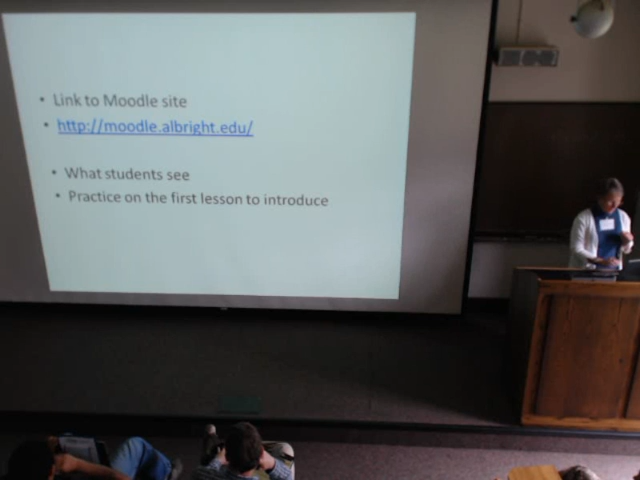 • Link to Moodle site
• http://moodle.albright.edu/
• What students see
• Practice on the first lesson to introduce